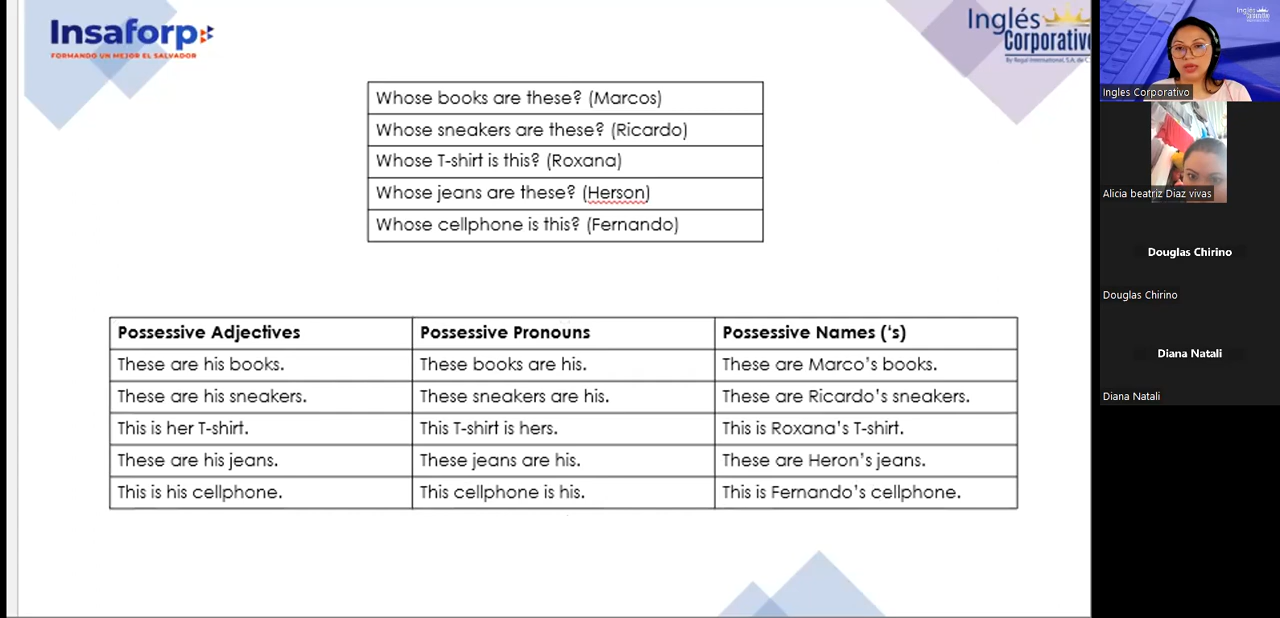 Insaforp
FORMANDO UN MEJOR EL SALVADOR
Inglés
Corporativo
By Regal International, S.A. de C
Whose books are these? (Marcos)
Whose sneakers are these? (Ricardo)
Whose T-shirt is this? (Roxana)
Whose jeans are these? (Herson)
Whose cellphone is this? (Fernando)
Possessive Adjectives Possessive Pronouns Possessive Names (‘s)
These are his books. These books are his. These are Marco’s books.
These are his sneakers. These sneakers are his. These are Ricardo’s sneakers.
This is her T-shirt. This T-shirt is hers. This is Roxana’s T-shirt.
These are his jeans. These jeans are his. These are Heron’s jeans.
This is his cellphone. This cellphone is his. This is Fernando’s cellphone.
Inglés
Ingles Corporativo
Alicia beatriz Diaz vivas
Douglas Chirino
Douglas Chirino
Diana Natali
Diana Natali